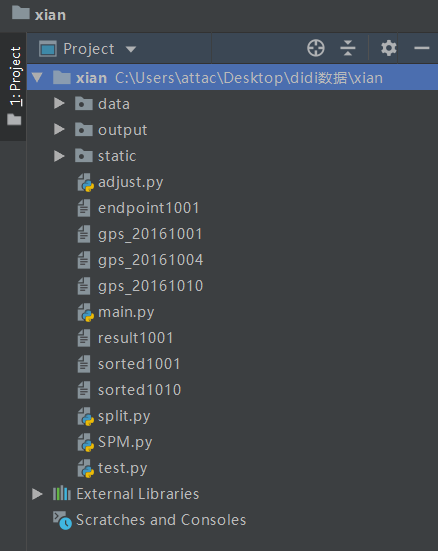 xian
1: Project
Project
xian C:\Users\attac\Desktop\didi数据\xian
data
output
static
adjust.py
endpoint1001
gps_20161001
gps_20161004
gps_20161010
main.py
result1001
sorted1001
sorted1010
split.py
SPM.py
test.py
External Libraries
Scratches and Consoles